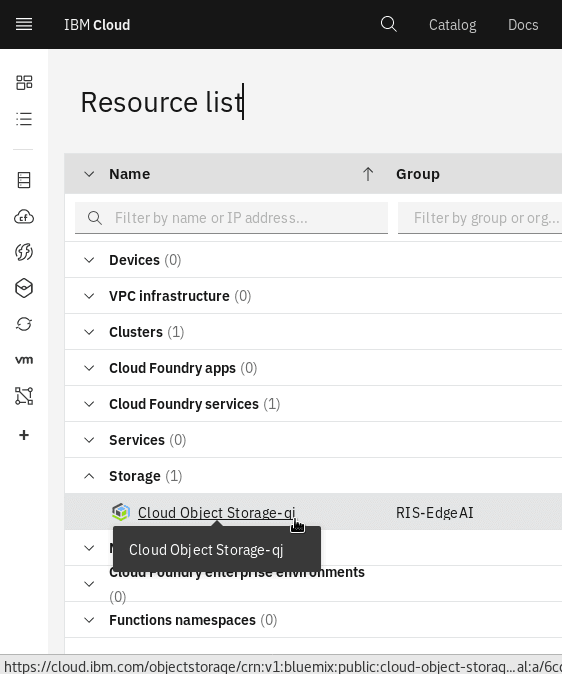 IBM Cloud
Catalog
Docs
Resource list
Name
Group
Filter by name or IP address...
Filter by group or org...
Devices (0)
VPC infrastructure (0)
Clusters (1)
Cloud Foundry apps (0)
Cloud Foundry services (1)
Services (0)
Storage (1)
Cloud Object Storage-qj
RIS-EdgeAI
Cloud Object Storage-qj
Cloud Foundry enterprise environments
(0)
Functions namespaces (0)
cf
vm
https://cloud.ibm.com/objectstorage/crn:v1:bluemix:public:cloud-object-storag...al:a/6c